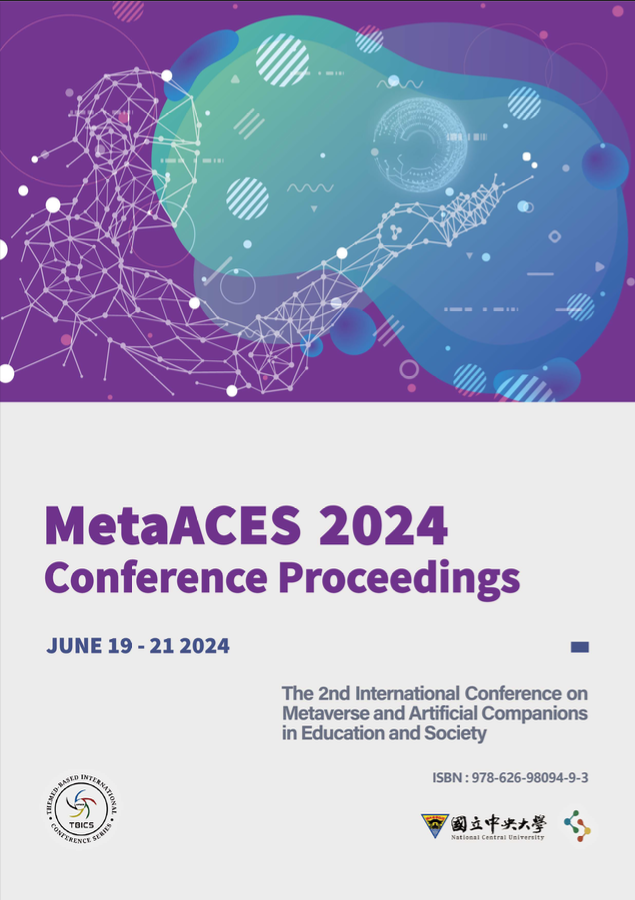 MetaACES 2024
Conference Proceedings
JUNE 19 - 21 2024
The 2nd International Conference on
Metaverse and Artificial Companions
in Education and Society
ISBN : 978-626-98094-9-3
THEMED-BASED INTERNATIONAL
TBICS
CONFERENCE SERIES
國立中央大學
National Central University